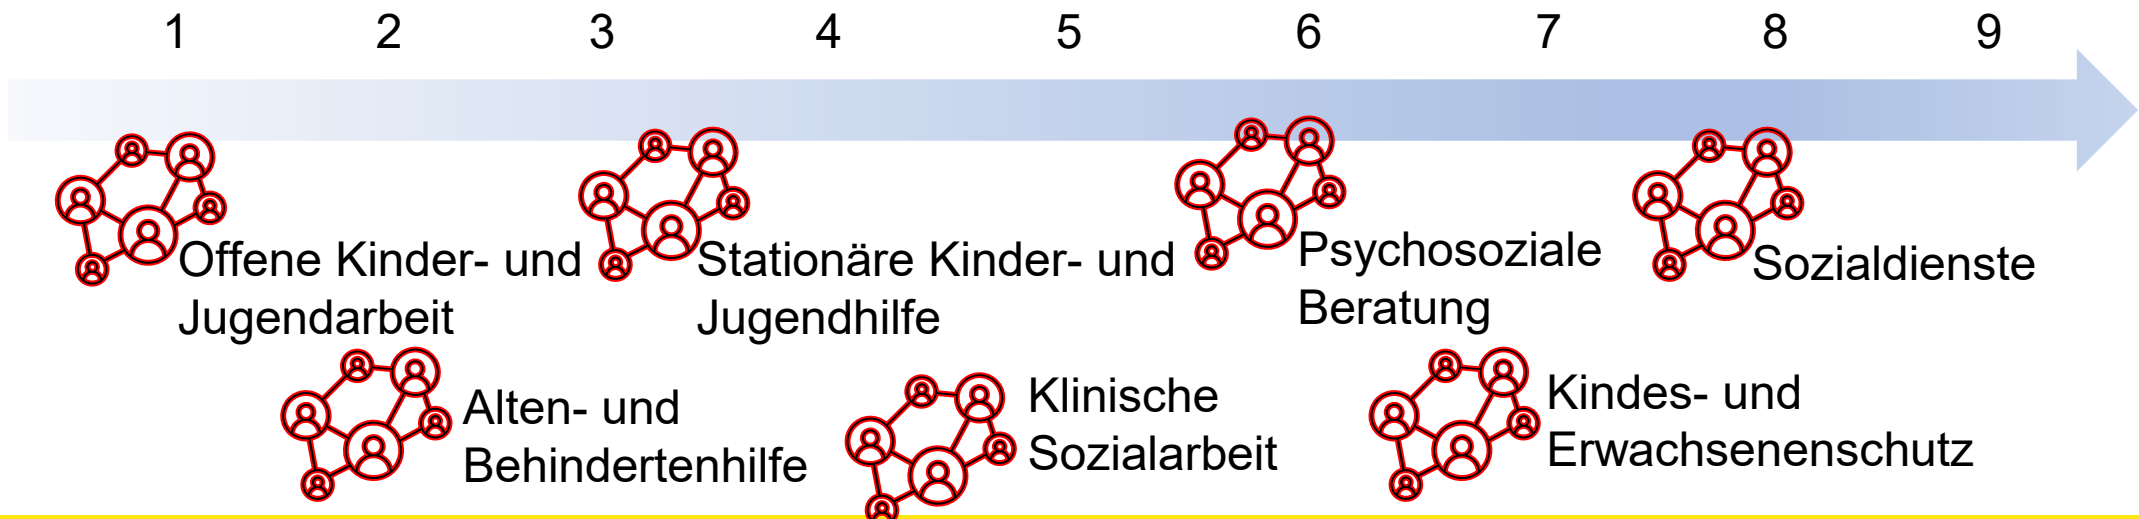 1 2 3 4 5 6 7 8 9
Offene Kinder- und
Jugendarbeit
Stationäre Kinder- und
Jugendhilfe
Psychosoziale
Beratung
Sozialdienste
Alten- und
Behindertenhilfe
Klinische
Sozialarbeit
Kindes- und
Erwachsenenschutz